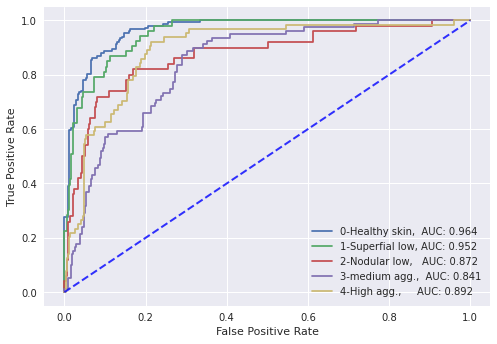 1.0
0.8
0.6
0.4
0.2
0.0
True Positive Rate
0-Healthy skin,  AUC: 0.964
1-Superfial low, AUC: 0.952
2-Nodular low,   AUC: 0.872
3-medium agg.,  AUC: 0.841
4-High agg.,     AUC: 0.892
0.0 0.2 0.4 0.6 0.8 1.0
False Positive Rate